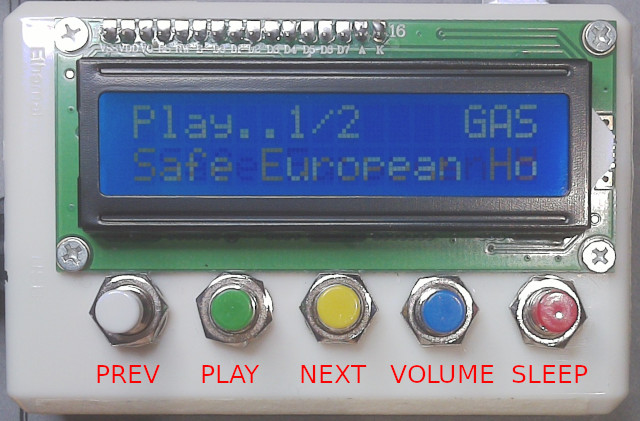 16
VSS VDD VO RS RW E D0 D1 D2 D3 D4 D5 D6 D7 A K
Play..1/2 GAS
Safe European Ho
PREV PLAY NEXT VOLUME SLEEP